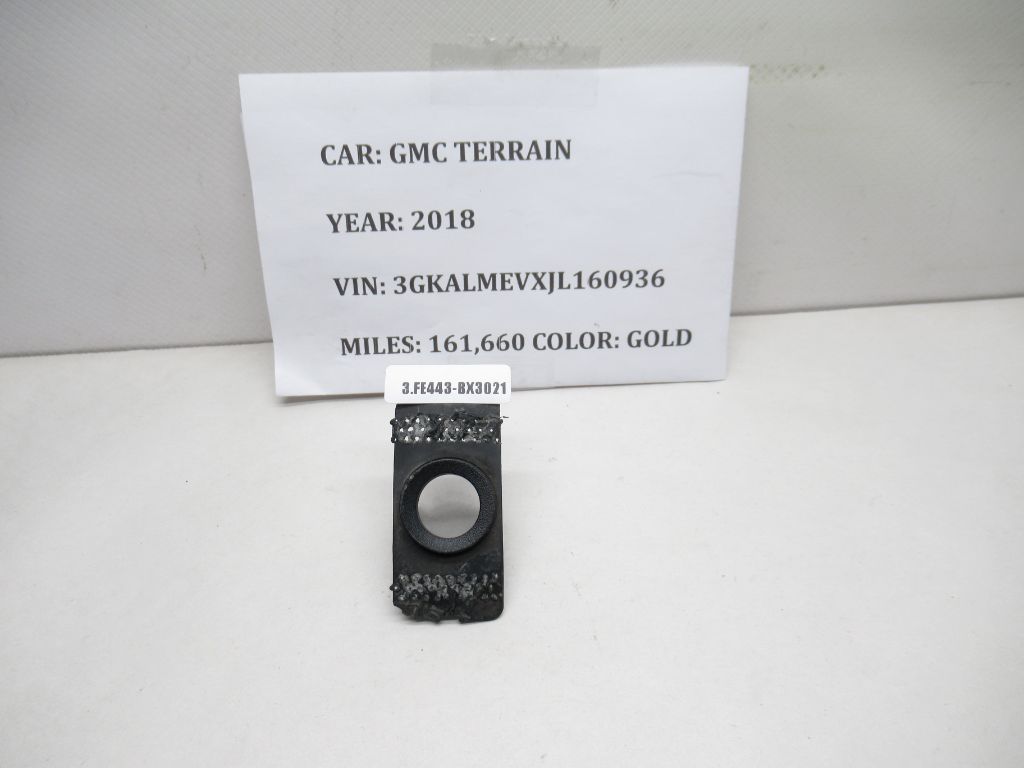 CAR: GMC TERRAIN
YEAR: 2018
VIN: 3GKALMEVXJL160936
MILES: 161,660 COLOR: GOLD
3.FE443-BX3021